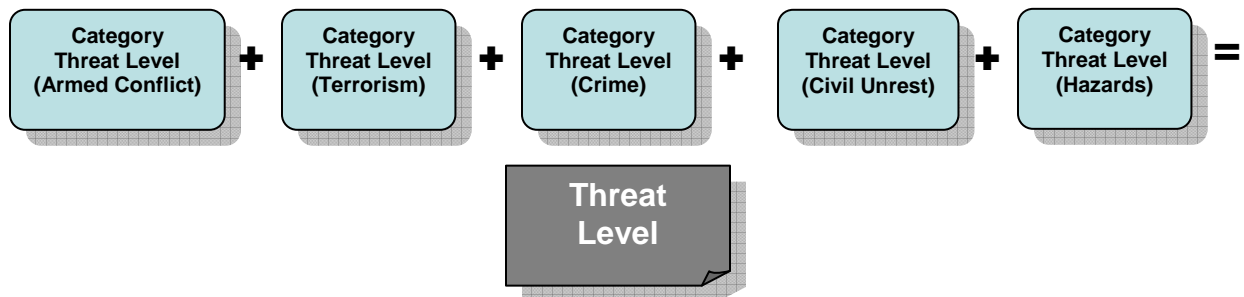 Category
Threat Level
(Armed Conflict)
+
Category
Threat Level
(Terrorism)
+
Category
Threat Level
(Crime)
+
Category
Threat Level
(Civil Unrest)
+
Category
Threat Level
(Hazards)
=
Threat
Level